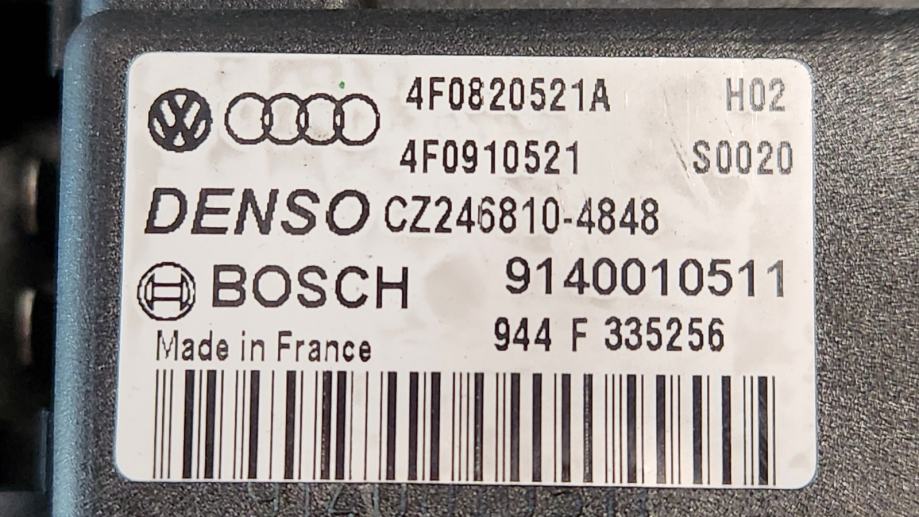 4F0820521A H02
4F0910521 S0020
DENSO CZ246810-4848
BOSCH 9140010511
944 F 335256
Made in France